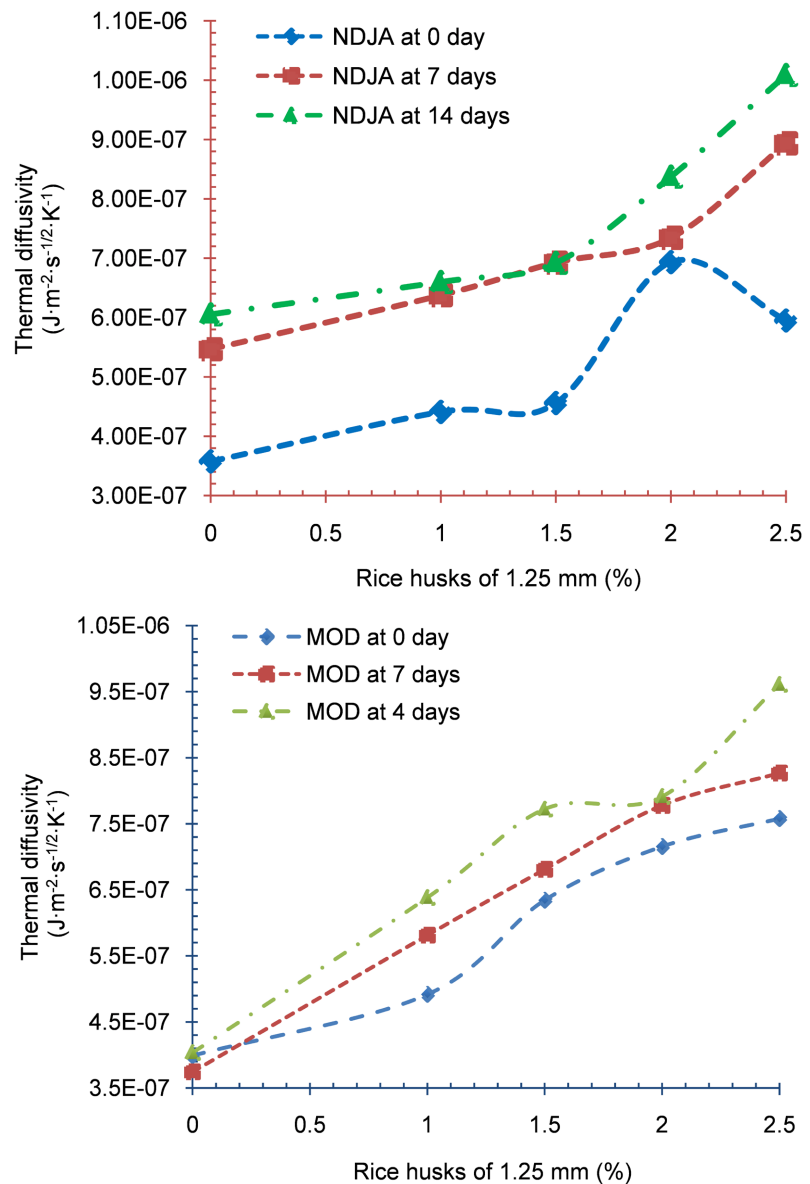 1.10E-06
1.00E-06
9.00E-07
8.00E-07
7.00E-07
6.00E-07
5.00E-07
4.00E-07
3.00E-07
Thermal diffusivity
(J·m⁻²·s⁻¹/²·K⁻¹)
NDJA at 0 day
NDJA at 7 days
NDJA at 14 days
0 0.5 1 1.5 2 2.5
Rice husks of 1.25 mm (%)
1.05E-06
9.5E-07
8.5E-07
7.5E-07
6.5E-07
5.5E-07
4.5E-07
3.5E-07
Thermal diffusivity
(J·m⁻²·s⁻¹/²·K⁻¹)
MOD at 0 day
MOD at 7 days
MOD at 4 days
0 0.5 1 1.5 2 2.5
Rice husks of 1.25 mm (%)